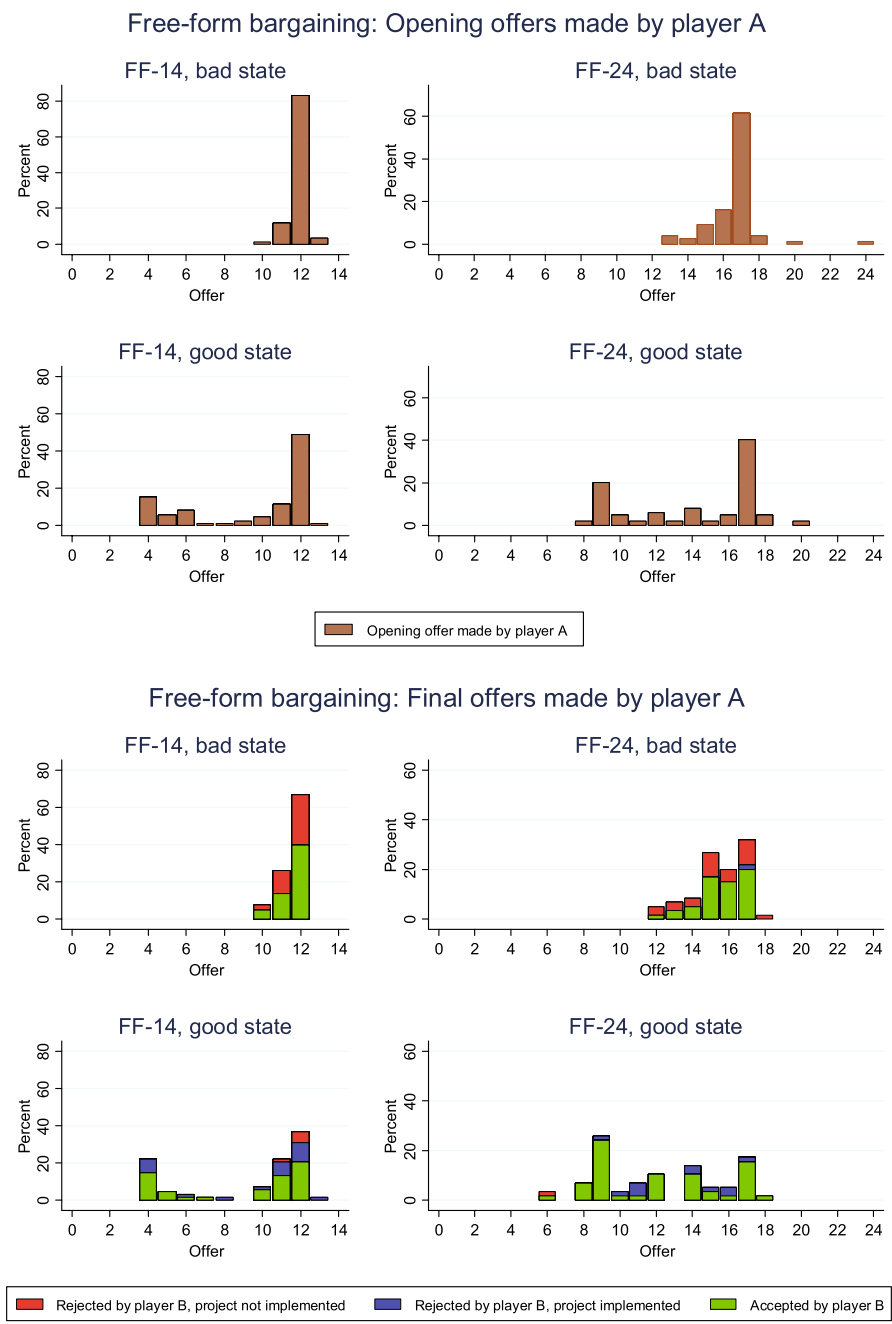 Free-form bargaining: Opening offers made by player A
FF-14, bad state
FF-24, bad state
Percent
0 20 40 60 80
0 2 4 6 8 10 12 14
Offer
Percent
0 20 40 60
0 2 4 6 8 10 12 14 16 18 20 22 24
Offer
FF-14, good state
FF-24, good state
Percent
0 20 40 60 80
0 2 4 6 8 10 12 14
Offer
Percent
0 20 40 60
0 2 4 6 8 10 12 14 16 18 20 22 24
Offer
Opening offer made by player A
Free-form bargaining: Final offers made by player A
FF-14, bad state
FF-24, bad state
Percent
0 20 40 60 80
0 2 4 6 8 10 12 14
Offer
Percent
0 20 40 60
0 2 4 6 8 10 12 14 16 18 20 22 24
Offer
FF-14, good state
FF-24, good state
Percent
0 20 40 60 80
0 2 4 6 8 10 12 14
Offer
Percent
0 20 40 60
0 2 4 6 8 10 12 14 16 18 20 22 24
Offer
Rejected by player B, project not implemented
Rejected by player B, project implemented
Accepted by player B